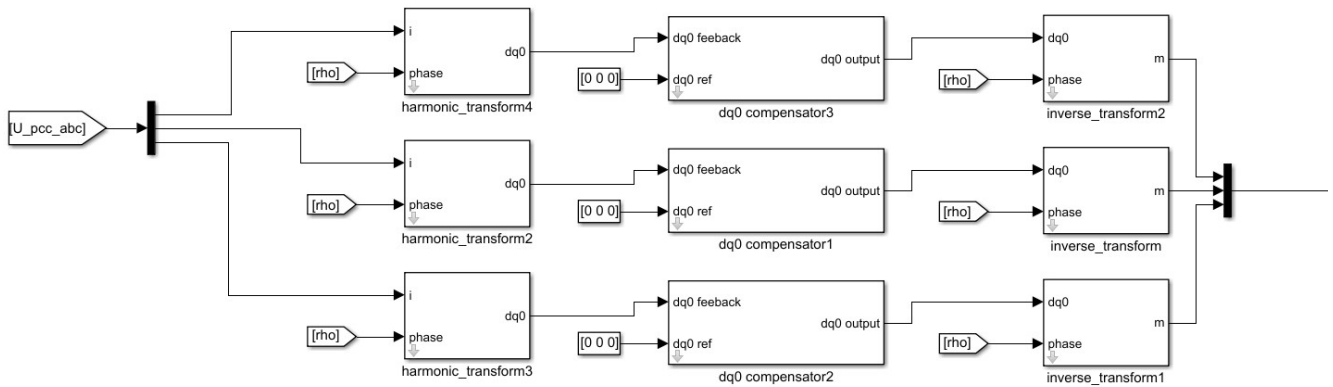 [U_pcc_abc]
i
[rho]
phase
dq0
harmonic_transform4
dq0 feeback
[0 0 0]
dq0 ref
dq0 output
dq0 compensator3
dq0
[rho]
phase
m
inverse_transform2
i
[rho]
phase
dq0
harmonic_transform2
dq0 feeback
[0 0 0]
dq0 ref
dq0 output
dq0 compensator1
dq0
[rho]
phase
m
inverse_transform
i
[rho]
phase
dq0
harmonic_transform3
dq0 feeback
[0 0 0]
dq0 ref
dq0 output
dq0 compensator2
dq0
[rho]
phase
m
inverse_transform1